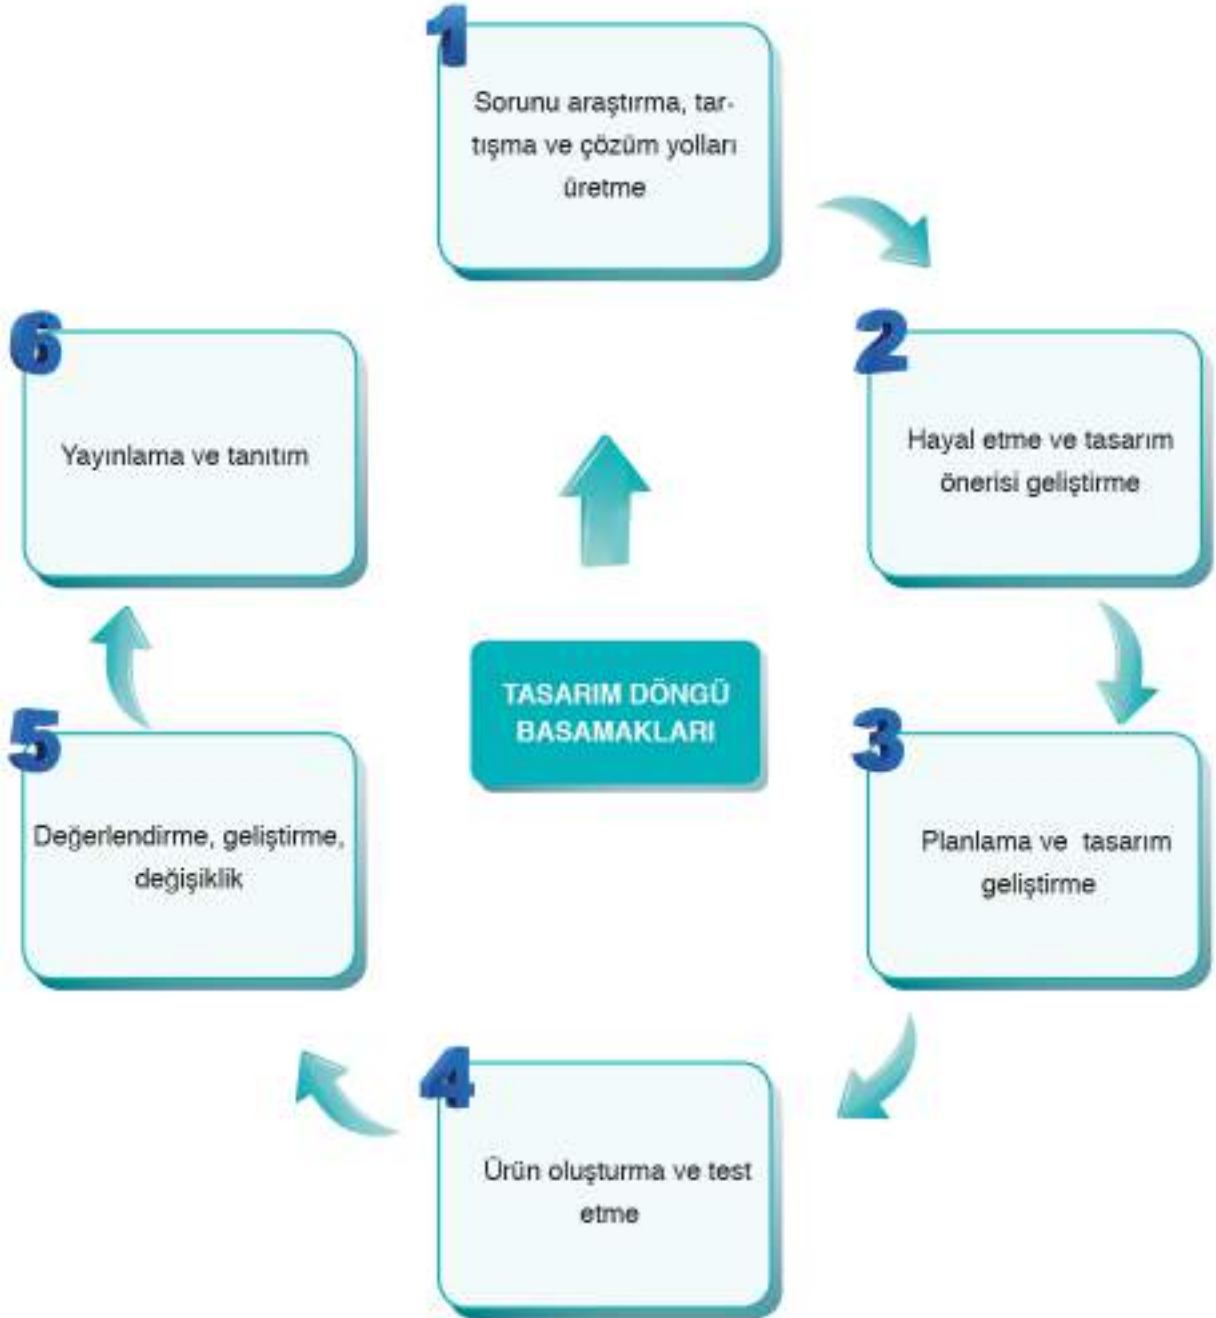 1
Sorunu araştırma, tar-
tışma ve çözüm yolları
üretme
2
Hayal etme ve tasarım
önerisi geliştirme
3
Planlama ve tasarım
geliştirme
4
Ürün oluşturma ve test
etme
5
Değerlendirme, geliştirme,
değişiklik
6
Yayınlama ve tanıtım
TASARIM DÖNGÜ
BASAMAKLARI